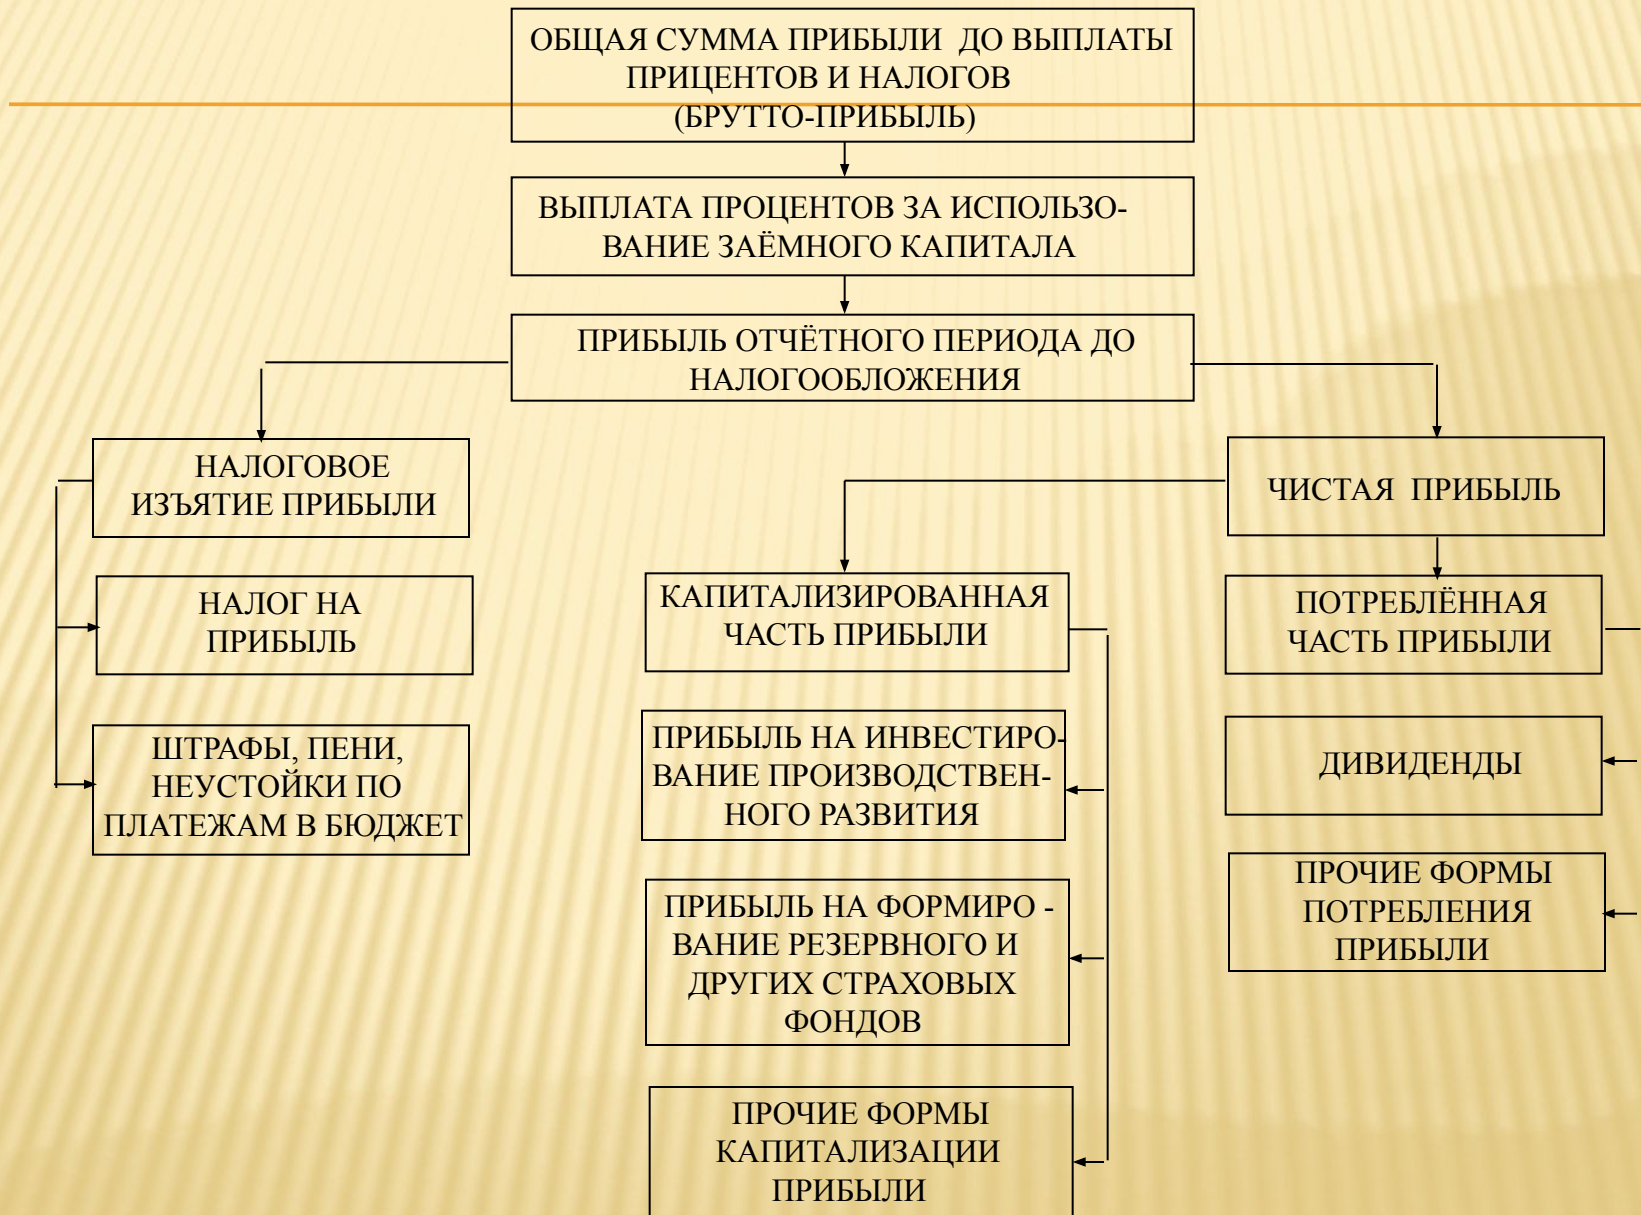 ОБЩАЯ СУММА ПРИБЫЛИ ДО ВЫПЛАТЫ
ПРИЦЕНТОВ И НАЛОГОВ
(БРУТТО-ПРИБЫЛЬ)
ВЫПЛАТА ПРОЦЕНТОВ ЗА ИСПОЛЬЗО-
ВАНИЕ ЗАЁМНОГО КАПИТАЛА
ПРИБЫЛЬ ОТЧЁТНОГО ПЕРИОДА ДО
НАЛОГООБЛОЖЕНИЯ
НАЛОГОВОЕ
ИЗЪЯТИЕ ПРИБЫЛИ
НАЛОГ НА
ПРИБЫЛЬ
ШТРАФЫ, ПЕНИ,
НЕУСТОЙКИ ПО
ПЛАТЕЖАМ В БЮДЖЕТ
ЧИСТАЯ ПРИБЫЛЬ
КАПИТАЛИЗИРОВАННАЯ
ЧАСТЬ ПРИБЫЛИ
ПРИБЫЛЬ НА ИНВЕСТИРО-
ВАНИЕ ПРОИЗВОДСТВЕН-
НОГО РАЗВИТИЯ
ПРИБЫЛЬ НА ФОРМИРО -
ВАНИЕ РЕЗЕРВНОГО И
ДРУГИХ СТРАХОВЫХ
ФОНДОВ
ПРОЧИЕ ФОРМЫ
КАПИТАЛИЗАЦИИ
ПРИБЫЛИ
ПОТРЕБЛЁННАЯ
ЧАСТЬ ПРИБЫЛИ
ДИВИДЕНДЫ
ПРОЧИЕ ФОРМЫ
ПОТРЕБЛЕНИЯ
ПРИБЫЛИ